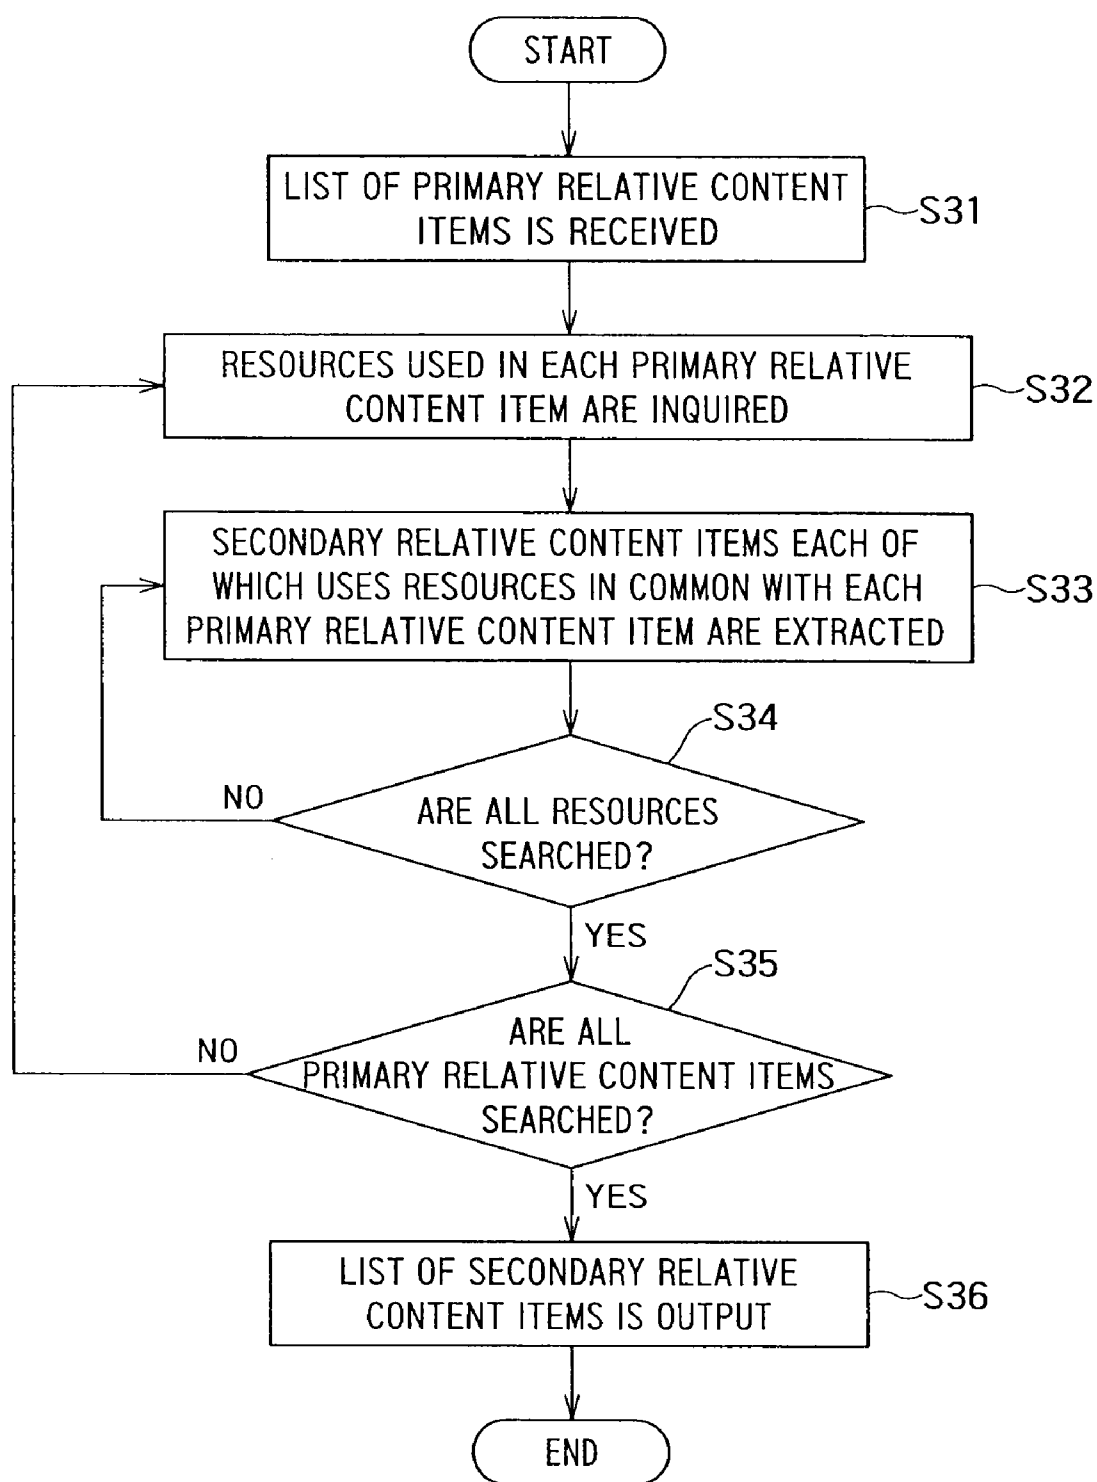 START
LIST OF PRIMARY RELATIVE CONTENT
ITEMS IS RECEIVED
S31
RESOURCES USED IN EACH PRIMARY RELATIVE
CONTENT ITEM ARE INQUIRED
S32
SECONDARY RELATIVE CONTENT ITEMS EACH OF
WHICH USES RESOURCES IN COMMON WITH EACH
PRIMARY RELATIVE CONTENT ITEM ARE EXTRACTED
S33
S34
NO
ARE ALL RESOURCES
SEARCHED?
YES
S35
NO
ARE ALL
PRIMARY RELATIVE CONTENT ITEMS
SEARCHED?
YES
LIST OF SECONDARY RELATIVE
CONTENT ITEMS IS OUTPUT
S36
END